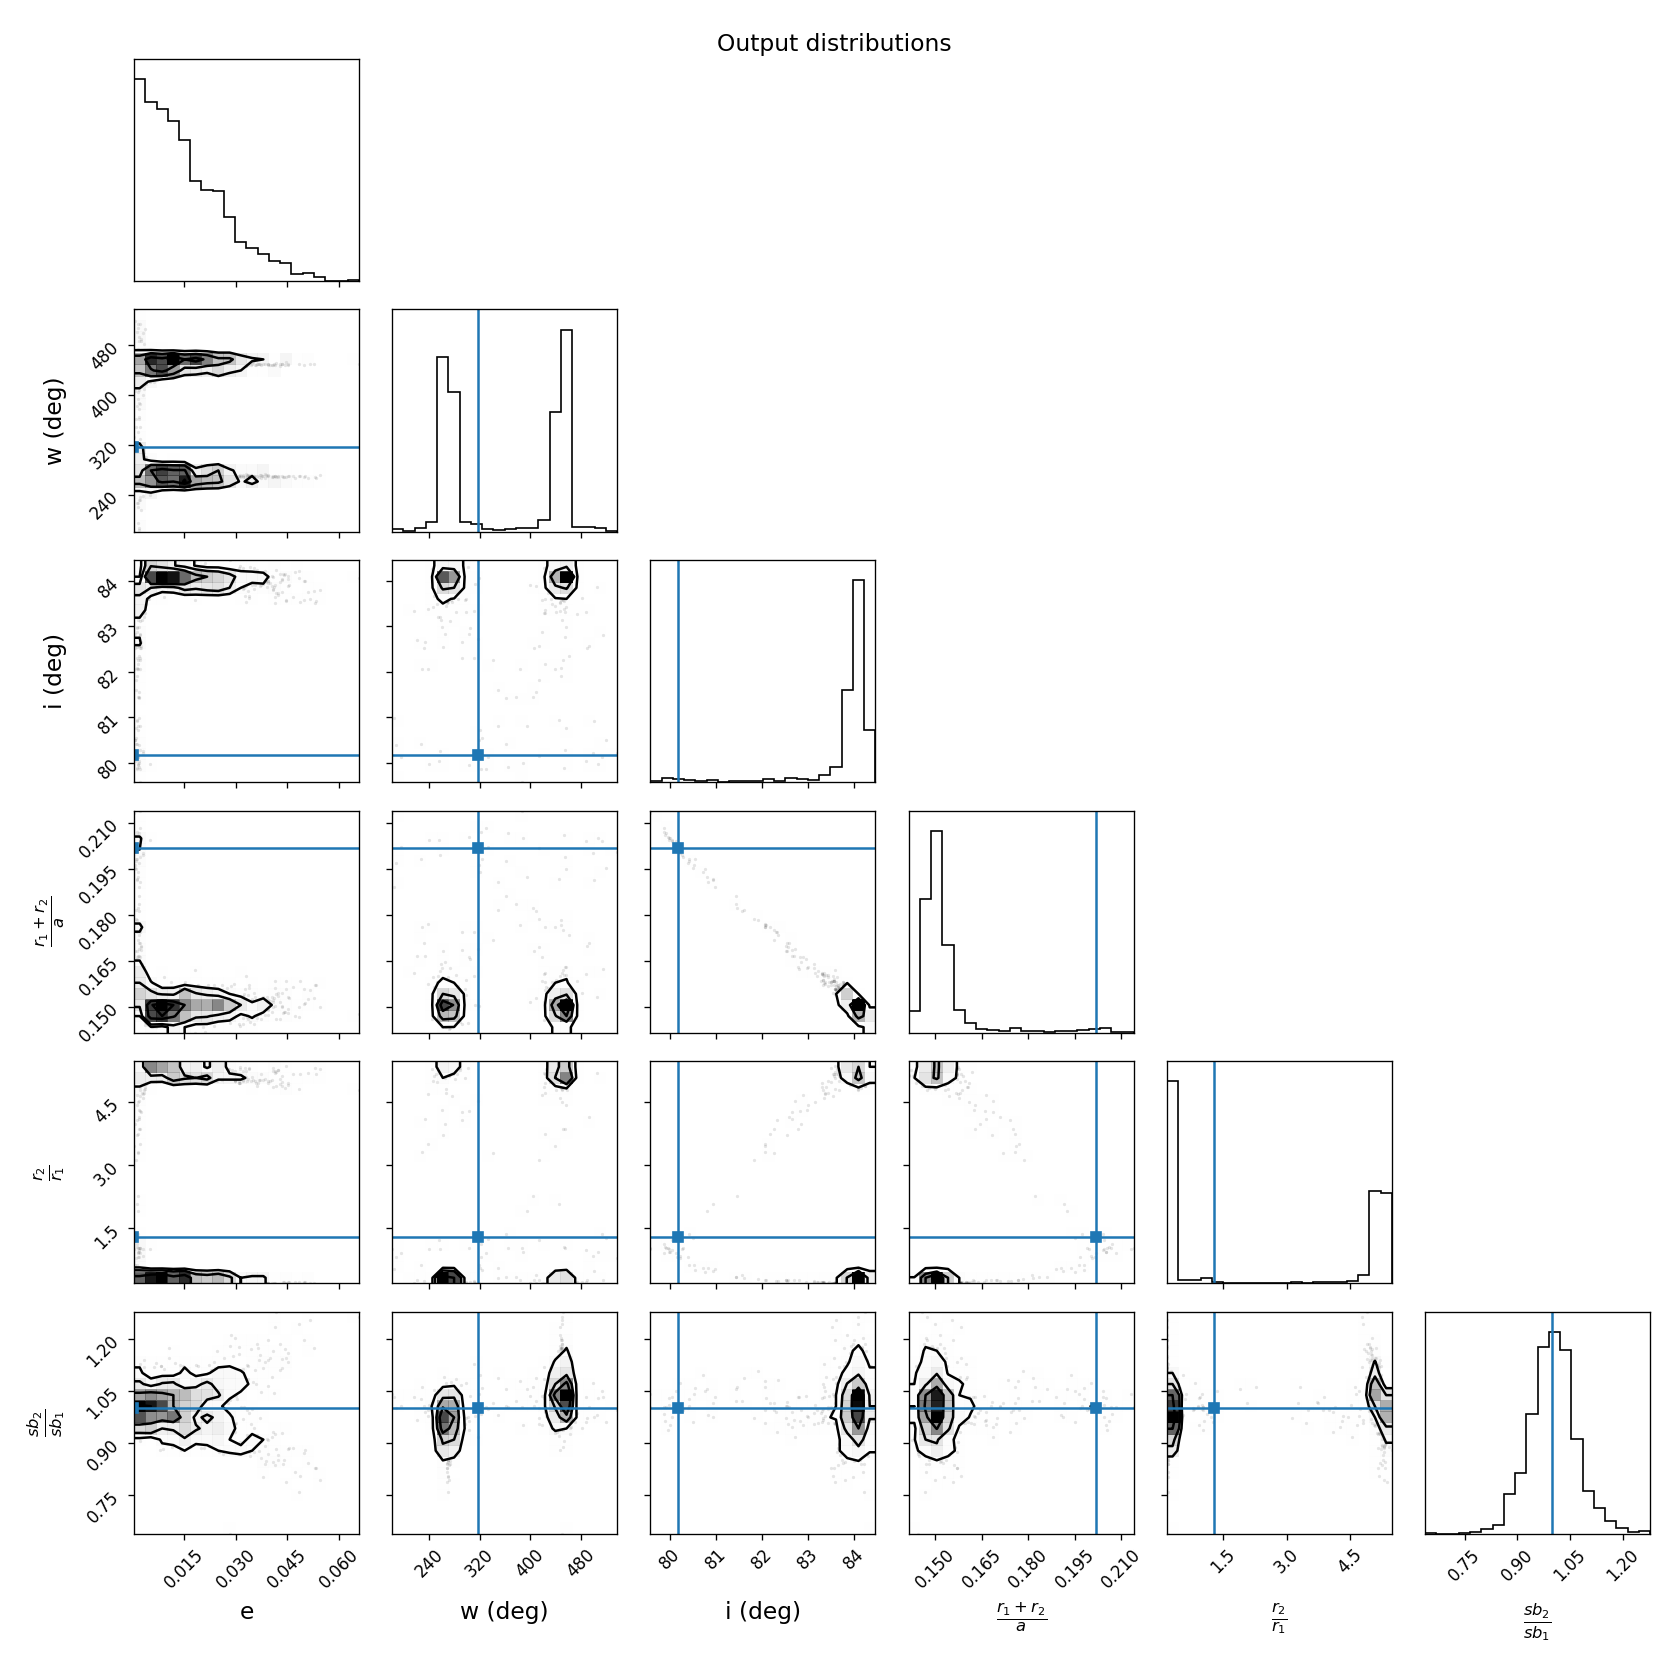 Output distributions
w (deg)
480
400
320
240
i (deg)
84
83
82
81
80
r₁ + r₂
a
0.210
0.195
0.180
0.165
0.150
r₂
r₁
4.5
3.0
1.5
sb₂
sb₁
1.20
1.05
0.90
0.75
0.015 0.030 0.045 0.060
240 320 400 480
80 81 82 83 84
0.150 0.165 0.180 0.195 0.210
1.5 3.0 4.5
0.75 0.90 1.05 1.20
e
w (deg)
i (deg)
r₁ + r₂
a
r₂
r₁
sb₂
sb₁